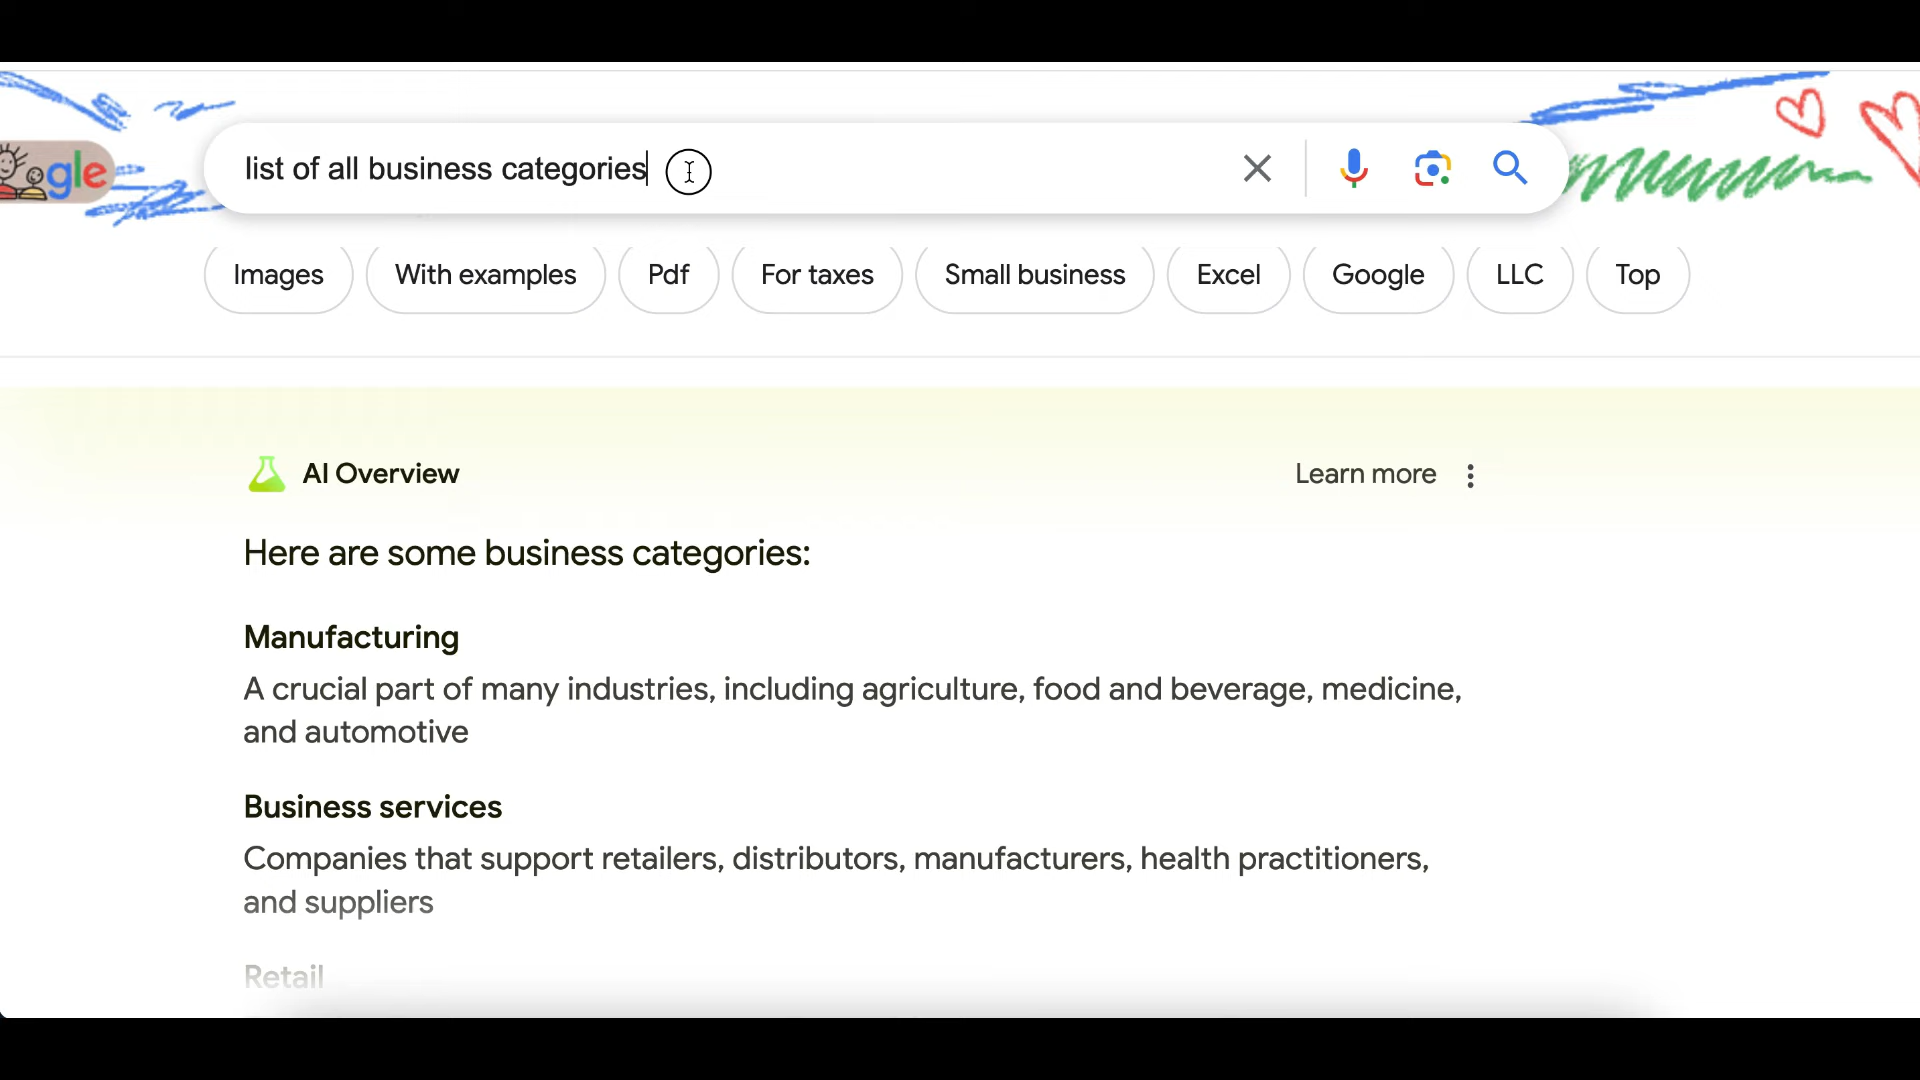 gle
list of all business categories
Images With examples Pdf For taxes Small business Excel Google LLC Top
AI Overview Learn more
Here are some business categories:
Manufacturing
A crucial part of many industries, including agriculture, food and beverage, medicine,
and automotive
Business services
Companies that support retailers, distributors, manufacturers, health practitioners,
and suppliers
Retail